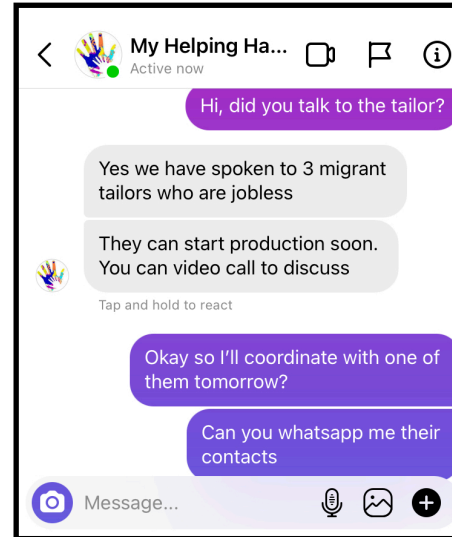 My Helping Ha...
Active now
Hi, did you talk to the tailor?
Yes we have spoken to 3 migrant
tailors who are jobless
They can start production soon.
You can video call to discuss
Tap and hold to react
Okay so I'll coordinate with one of
them tomorrow?
Can you whatsapp me their
contacts
Message...